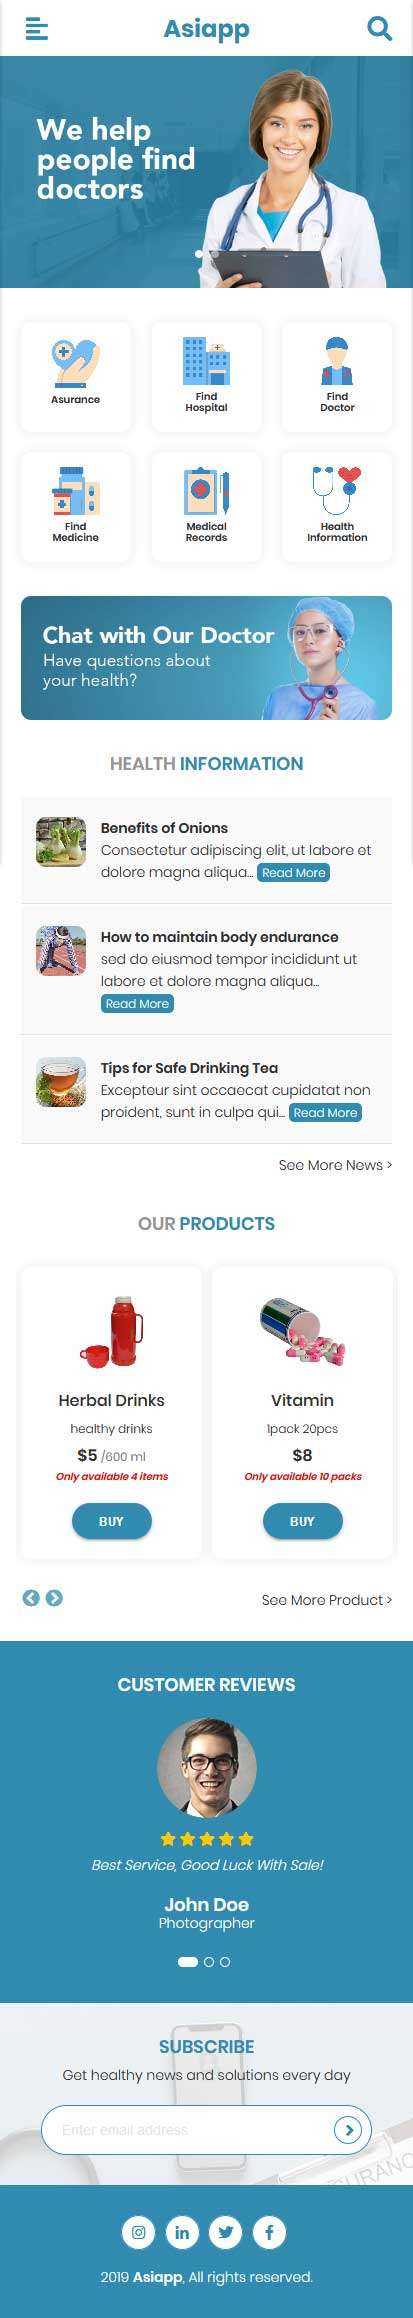 Asiapp
We help
people find
doctors
Asurance
Find
Hospital
Find
Doctor
Find
Medicine
Medical
Records
Health
Information
Chat with Our Doctor
Have questions about
your health?
HEALTH INFORMATION
Benefits of Onions
Consectetur adipiscing elit, ut labore et
dolore magna aliqua... Read More
How to maintain body endurance
sed do eiusmod tempor incididunt ut
labore et dolore magna aliqua...
Read More
Tips for Safe Drinking Tea
Excepteur sint occaecat cupidatat non
proident, sunt in culpa qui... Read More
See More News >
OUR PRODUCTS
Herbal Drinks
healthy drinks
$5 /600 ml
Only available 4 items
BUY
Vitamin
1pack 20pcs
$8
Only available 10 packs
BUY
See More Product >
CUSTOMER REVIEWS
Best Service, Good Luck With Sale!
John Doe
Photographer
SUBSCRIBE
Get healthy news and solutions every day
Enter email address
URANC
2019 Asiapp, All rights reserved.